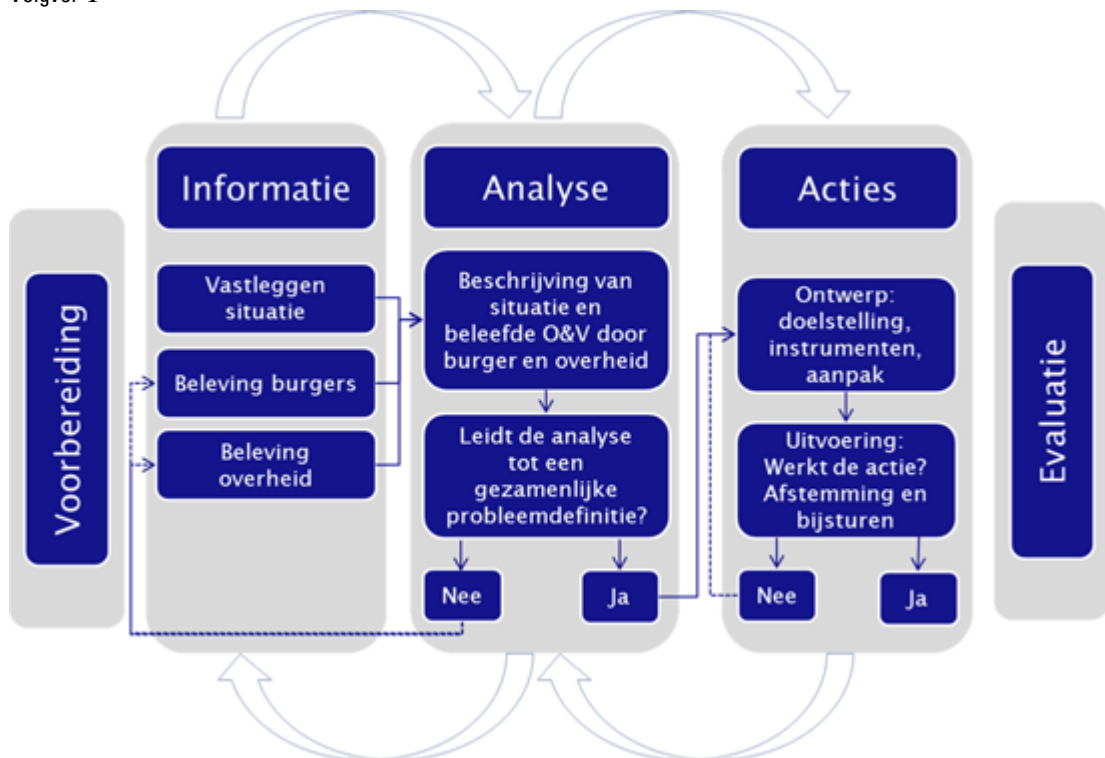 Voorbereiding
Informatie
Vastleggen
situatie
Beleving burgers
Beleving
overheid
Analyse
Beschrijving van
situatie en
beleefde O&V door
burger en overheid
Leidt de analyse
tot een
gezamenlijke
probleemdefinitie?
Nee
Ja
Acties
Ontwerp:
doelstelling,
instrumenten,
aanpak
Uitvoering:
Werkt de actie?
Afstemming en
bijsturen
Nee
Ja
Evaluatie